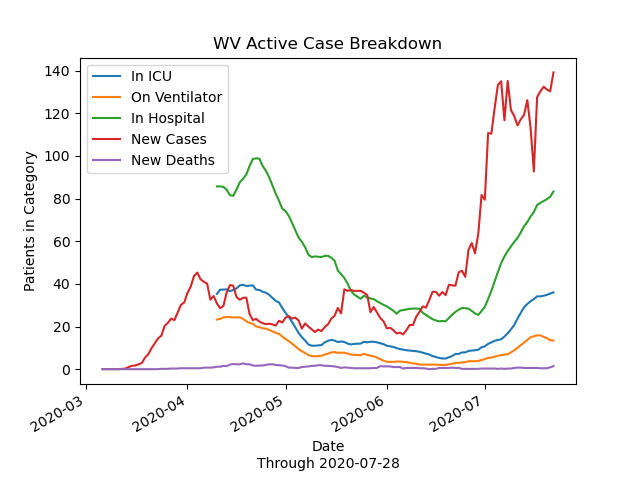 WV Active Case Breakdown
In ICU
On Ventilator
In Hospital
New Cases
New Deaths
Patients in Category
140
120
100
80
60
40
20
0
2020-03
2020-04
2020-05
2020-06
2020-07
Date
Through 2020-07-28